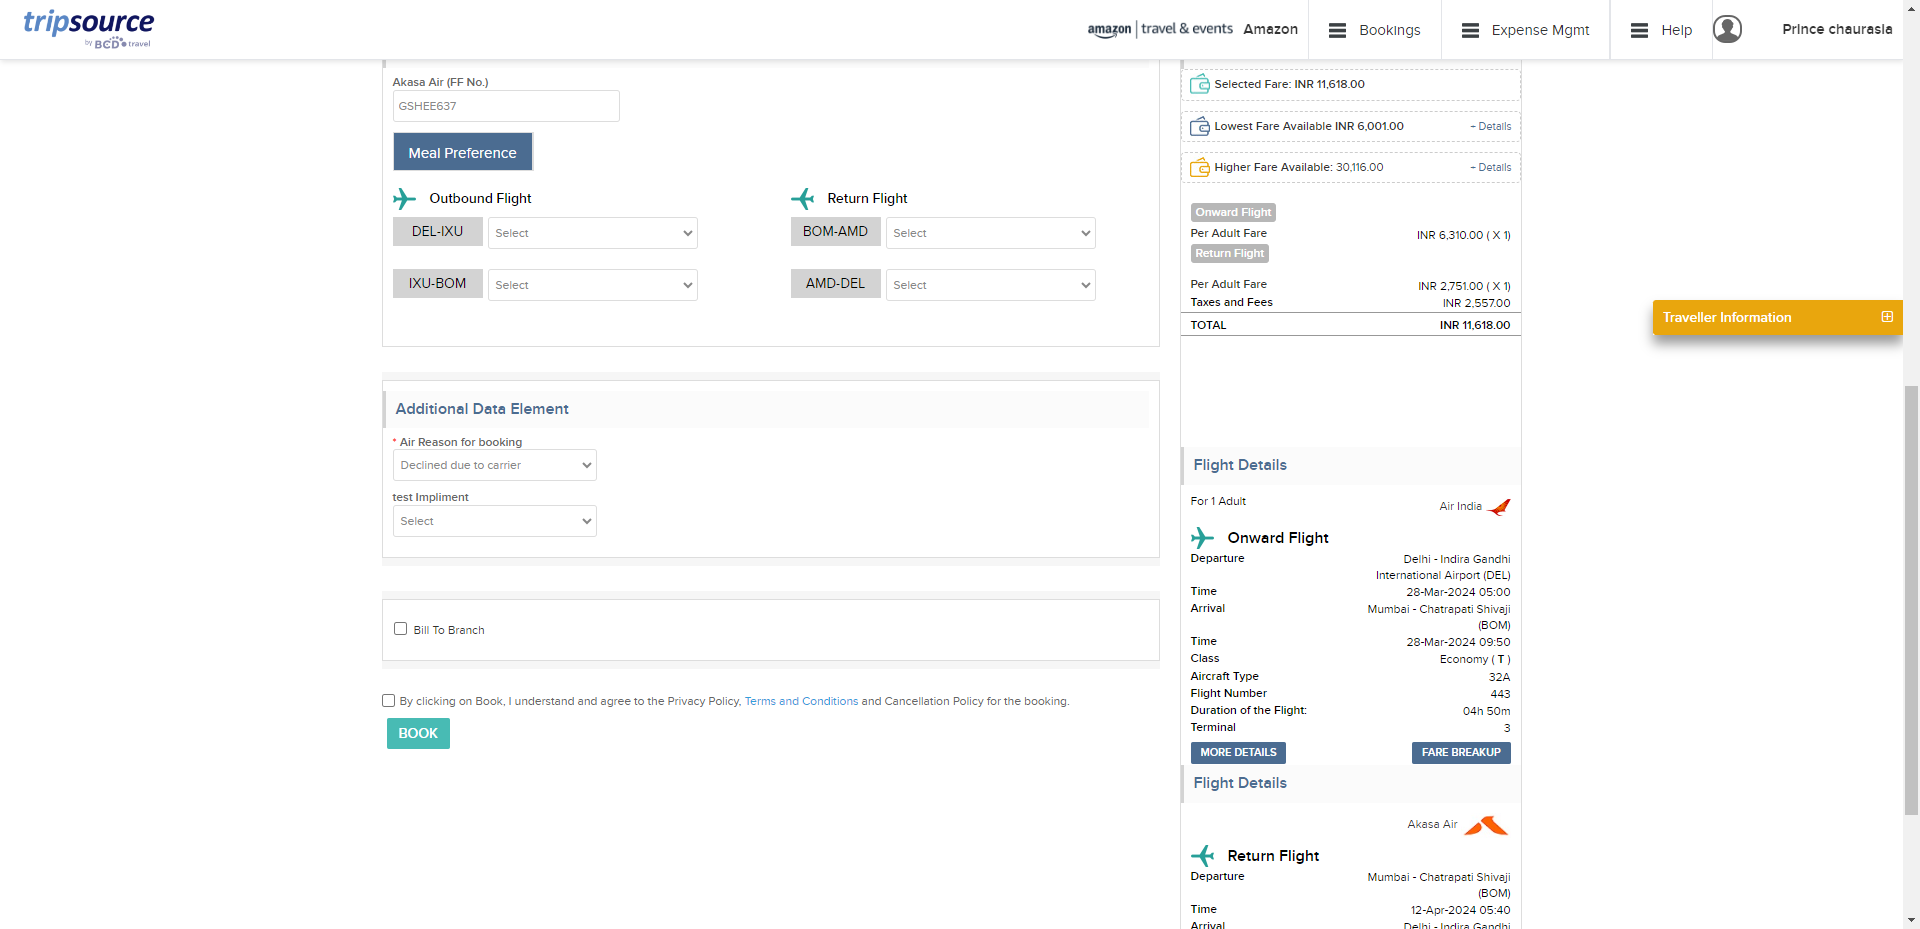 tripsource
by BCD travel
amazon | travel & events Amazon
Bookings
Expense Mgmt
Help
Prince chaurasia
Akasa Air (FF No.)
GSHEE637
Meal Preference
Outbound Flight
Return Flight
DEL-IXU Select
BOM-AMD Select
IXU-BOM Select
AMD-DEL Select
Additional Data Element
* Air Reason for booking
Declined due to carrier
test Impliment
Select
Bill To Branch
By clicking on Book, I understand and agree to the Privacy Policy, Terms and Conditions and Cancellation Policy for the booking.
BOOK
Selected Fare: INR 11,618.00
Lowest Fare Available INR 6,001.00 + Details
Higher Fare Available: 30,116.00 + Details
Onward Flight
Per Adult Fare INR 6,310.00 ( X 1)
Return Flight
Per Adult Fare INR 2,751.00 ( X 1)
Taxes and Fees INR 2,557.00
TOTAL INR 11,618.00
Traveller Information
Flight Details
For 1 Adult Air India
Onward Flight
Departure Delhi - Indira Gandhi
International Airport (DEL)
Time 28-Mar-2024 05:00
Arrival Mumbai - Chatrapati Shivaji
(BOM)
Time 28-Mar-2024 09:50
Class Economy ( T )
Aircraft Type 32A
Flight Number 443
Duration of the Flight: 04h 50m
Terminal 3
MORE DETAILS FARE BREAKUP
Flight Details
Akasa Air
Return Flight
Departure Mumbai - Chatrapati Shivaji
(BOM)
Time 12-Apr-2024 05:40
Arrival Delhi - Indira Gandhi